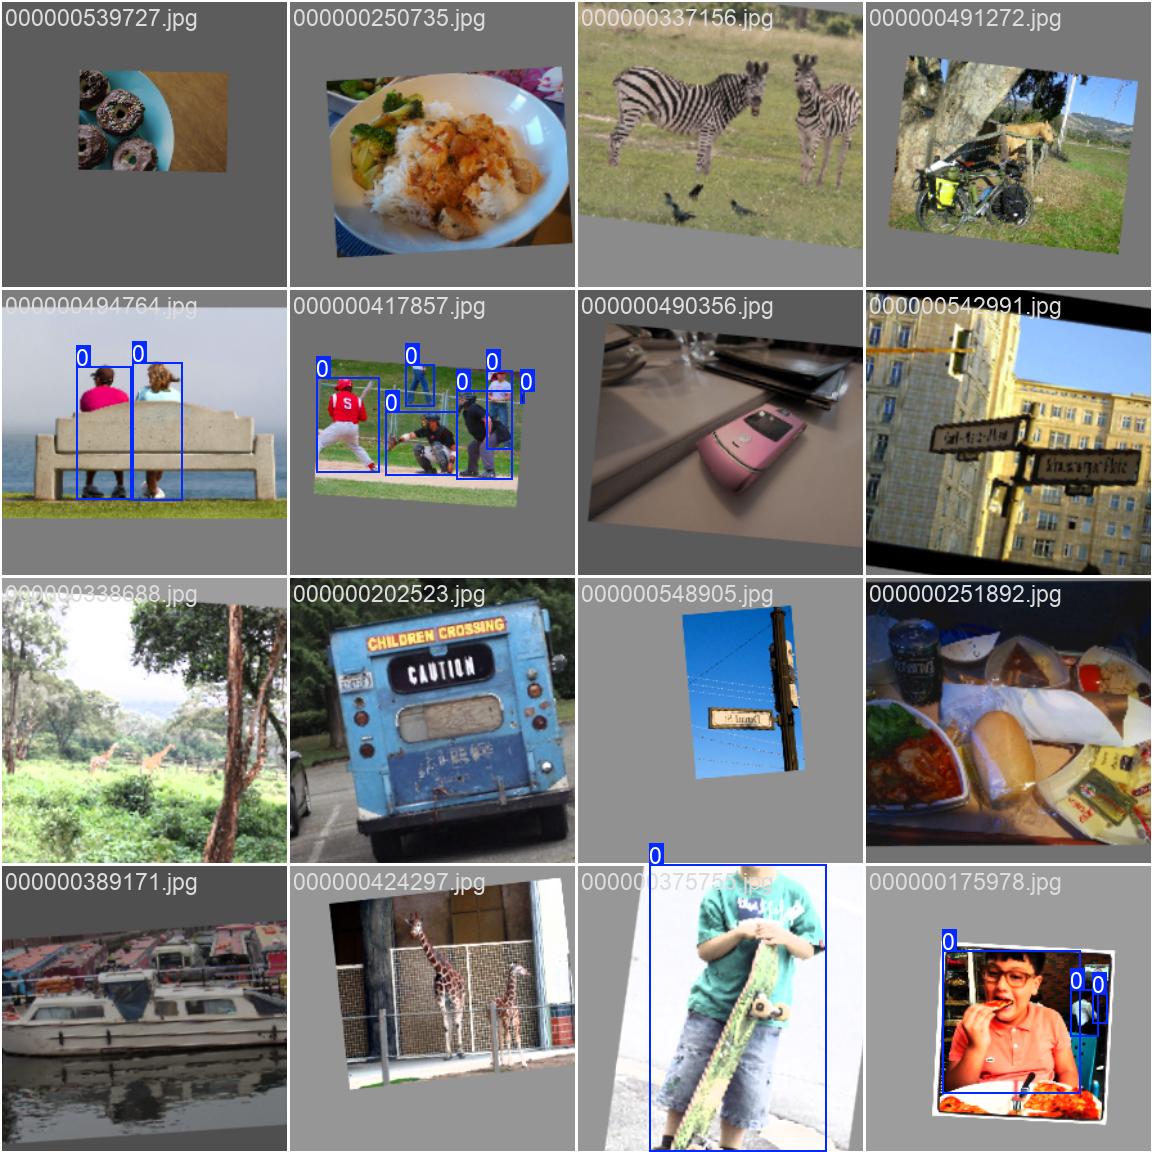 000000539727.jpg
000000250735.jpg
000000337156.jpg
000000491272.jpg
000000494764.jpg
000000417857.jpg
000000490356.jpg
000000542991.jpg
0
0
0
0
0
0
0
0
S
000000338688.jpg
000000202523.jpg
000000548905.jpg
000000251892.jpg
CHILDREN CROSSING
CAUTION
0
000000389171.jpg
000000424297.jpg
000000375755.jpg
000000175978.jpg
0
0
0